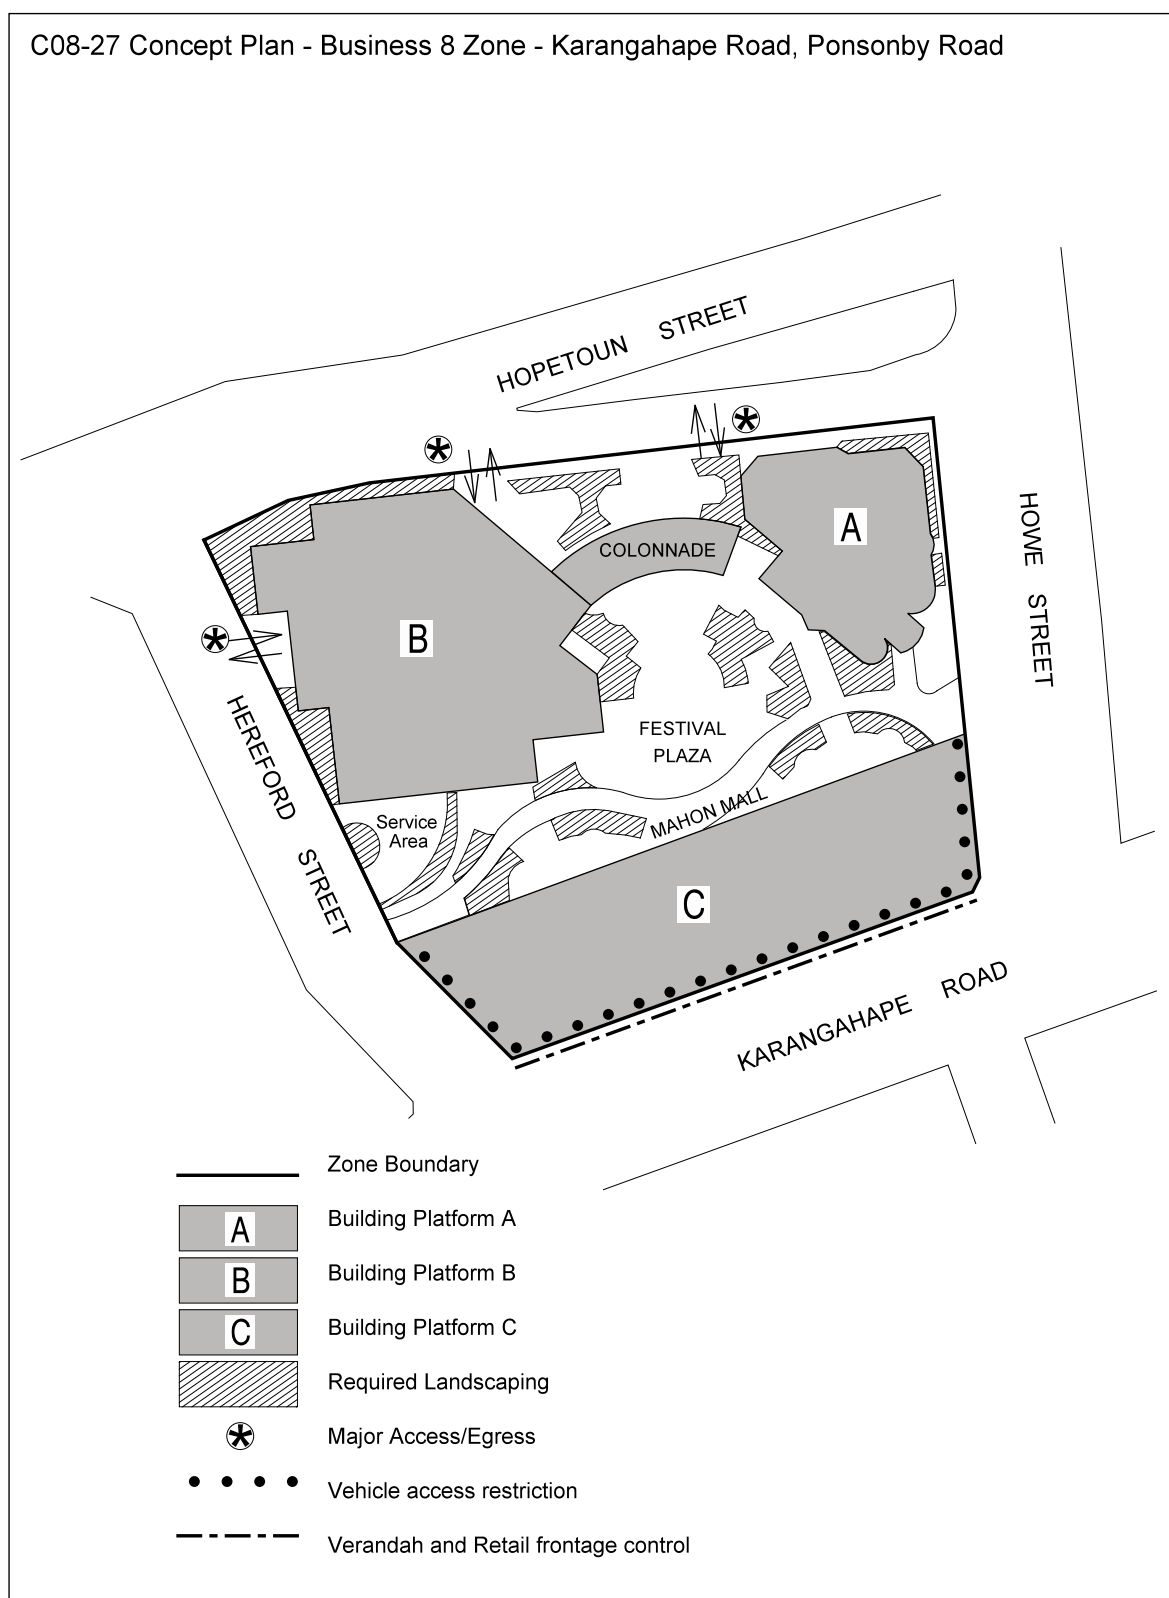 C08-27 Concept Plan - Business 8 Zone - Karangahape Road, Ponsonby Road
HOPETOUN STREET
HOWE STREET
A
COLONNADE
B
HEREFORD STREET
FESTIVAL
PLAZA
MAHON MALL
Service
Area
C
KARANGAHAPE ROAD
Zone Boundary
A
Building Platform A
B
Building Platform B
C
Building Platform C
Required Landscaping
Major Access/Egress
Vehicle access restriction
Verandah and Retail frontage control